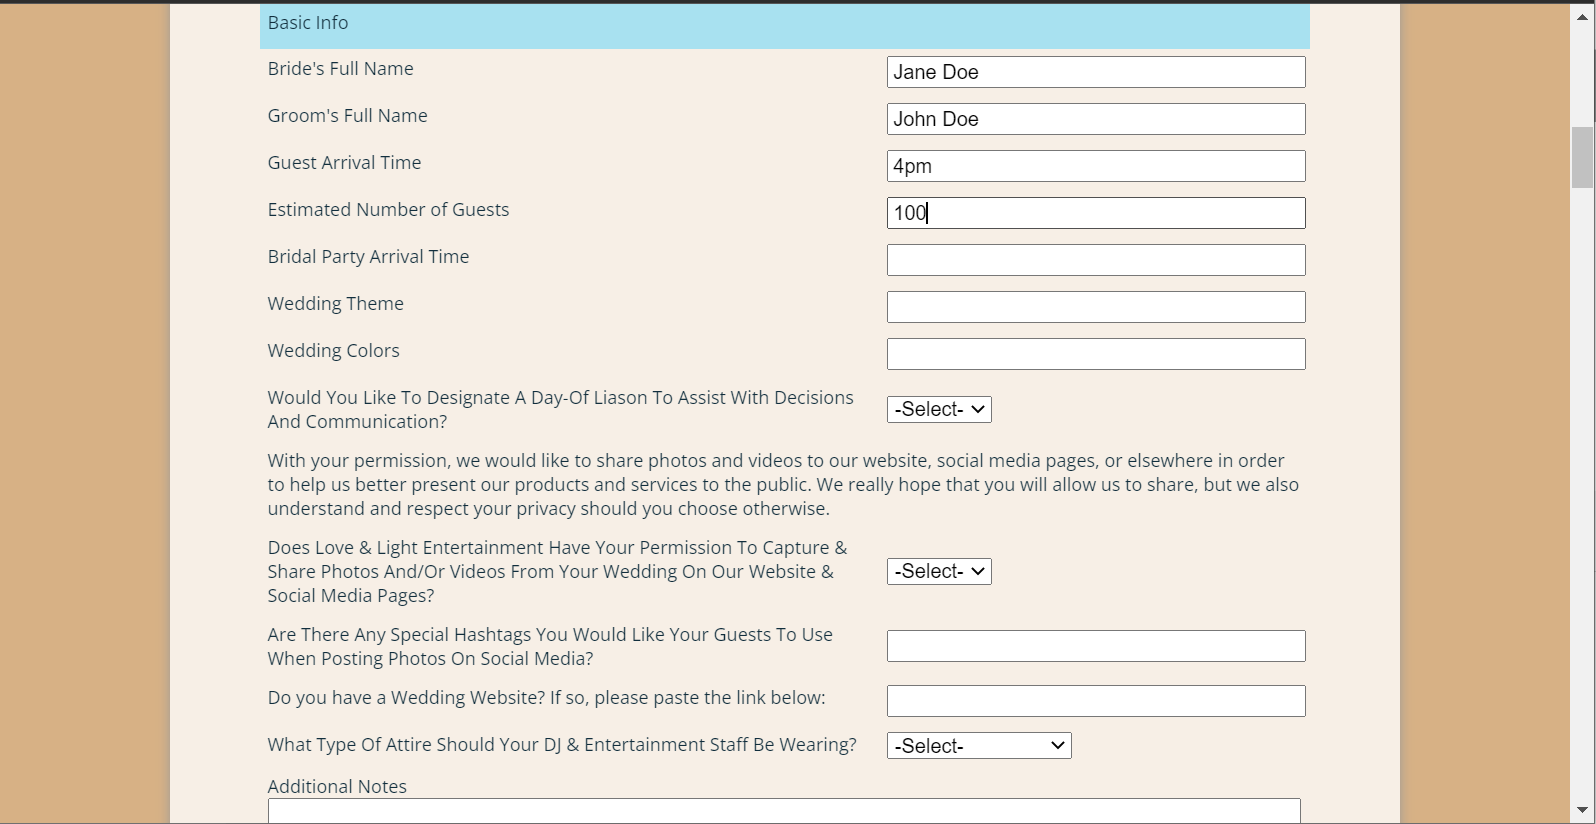 Basic Info
Bride's Full Name
Jane Doe
Groom's Full Name
John Doe
Guest Arrival Time
4pm
Estimated Number of Guests
100
Bridal Party Arrival Time
Wedding Theme
Wedding Colors
Would You Like To Designate A Day-Of Liason To Assist With Decisions
And Communication?
-Select-
With your permission, we would like to share photos and videos to our website, social media pages, or elsewhere in order
to help us better present our products and services to the public. We really hope that you will allow us to share, but we also
understand and respect your privacy should you choose otherwise.
Does Love & Light Entertainment Have Your Permission To Capture &
Share Photos And/Or Videos From Your Wedding On Our Website &
Social Media Pages?
-Select-
Are There Any Special Hashtags You Would Like Your Guests To Use
When Posting Photos On Social Media?
Do you have a Wedding Website? If so, please paste the link below:
What Type Of Attire Should Your DJ & Entertainment Staff Be Wearing?
-Select-
Additional Notes